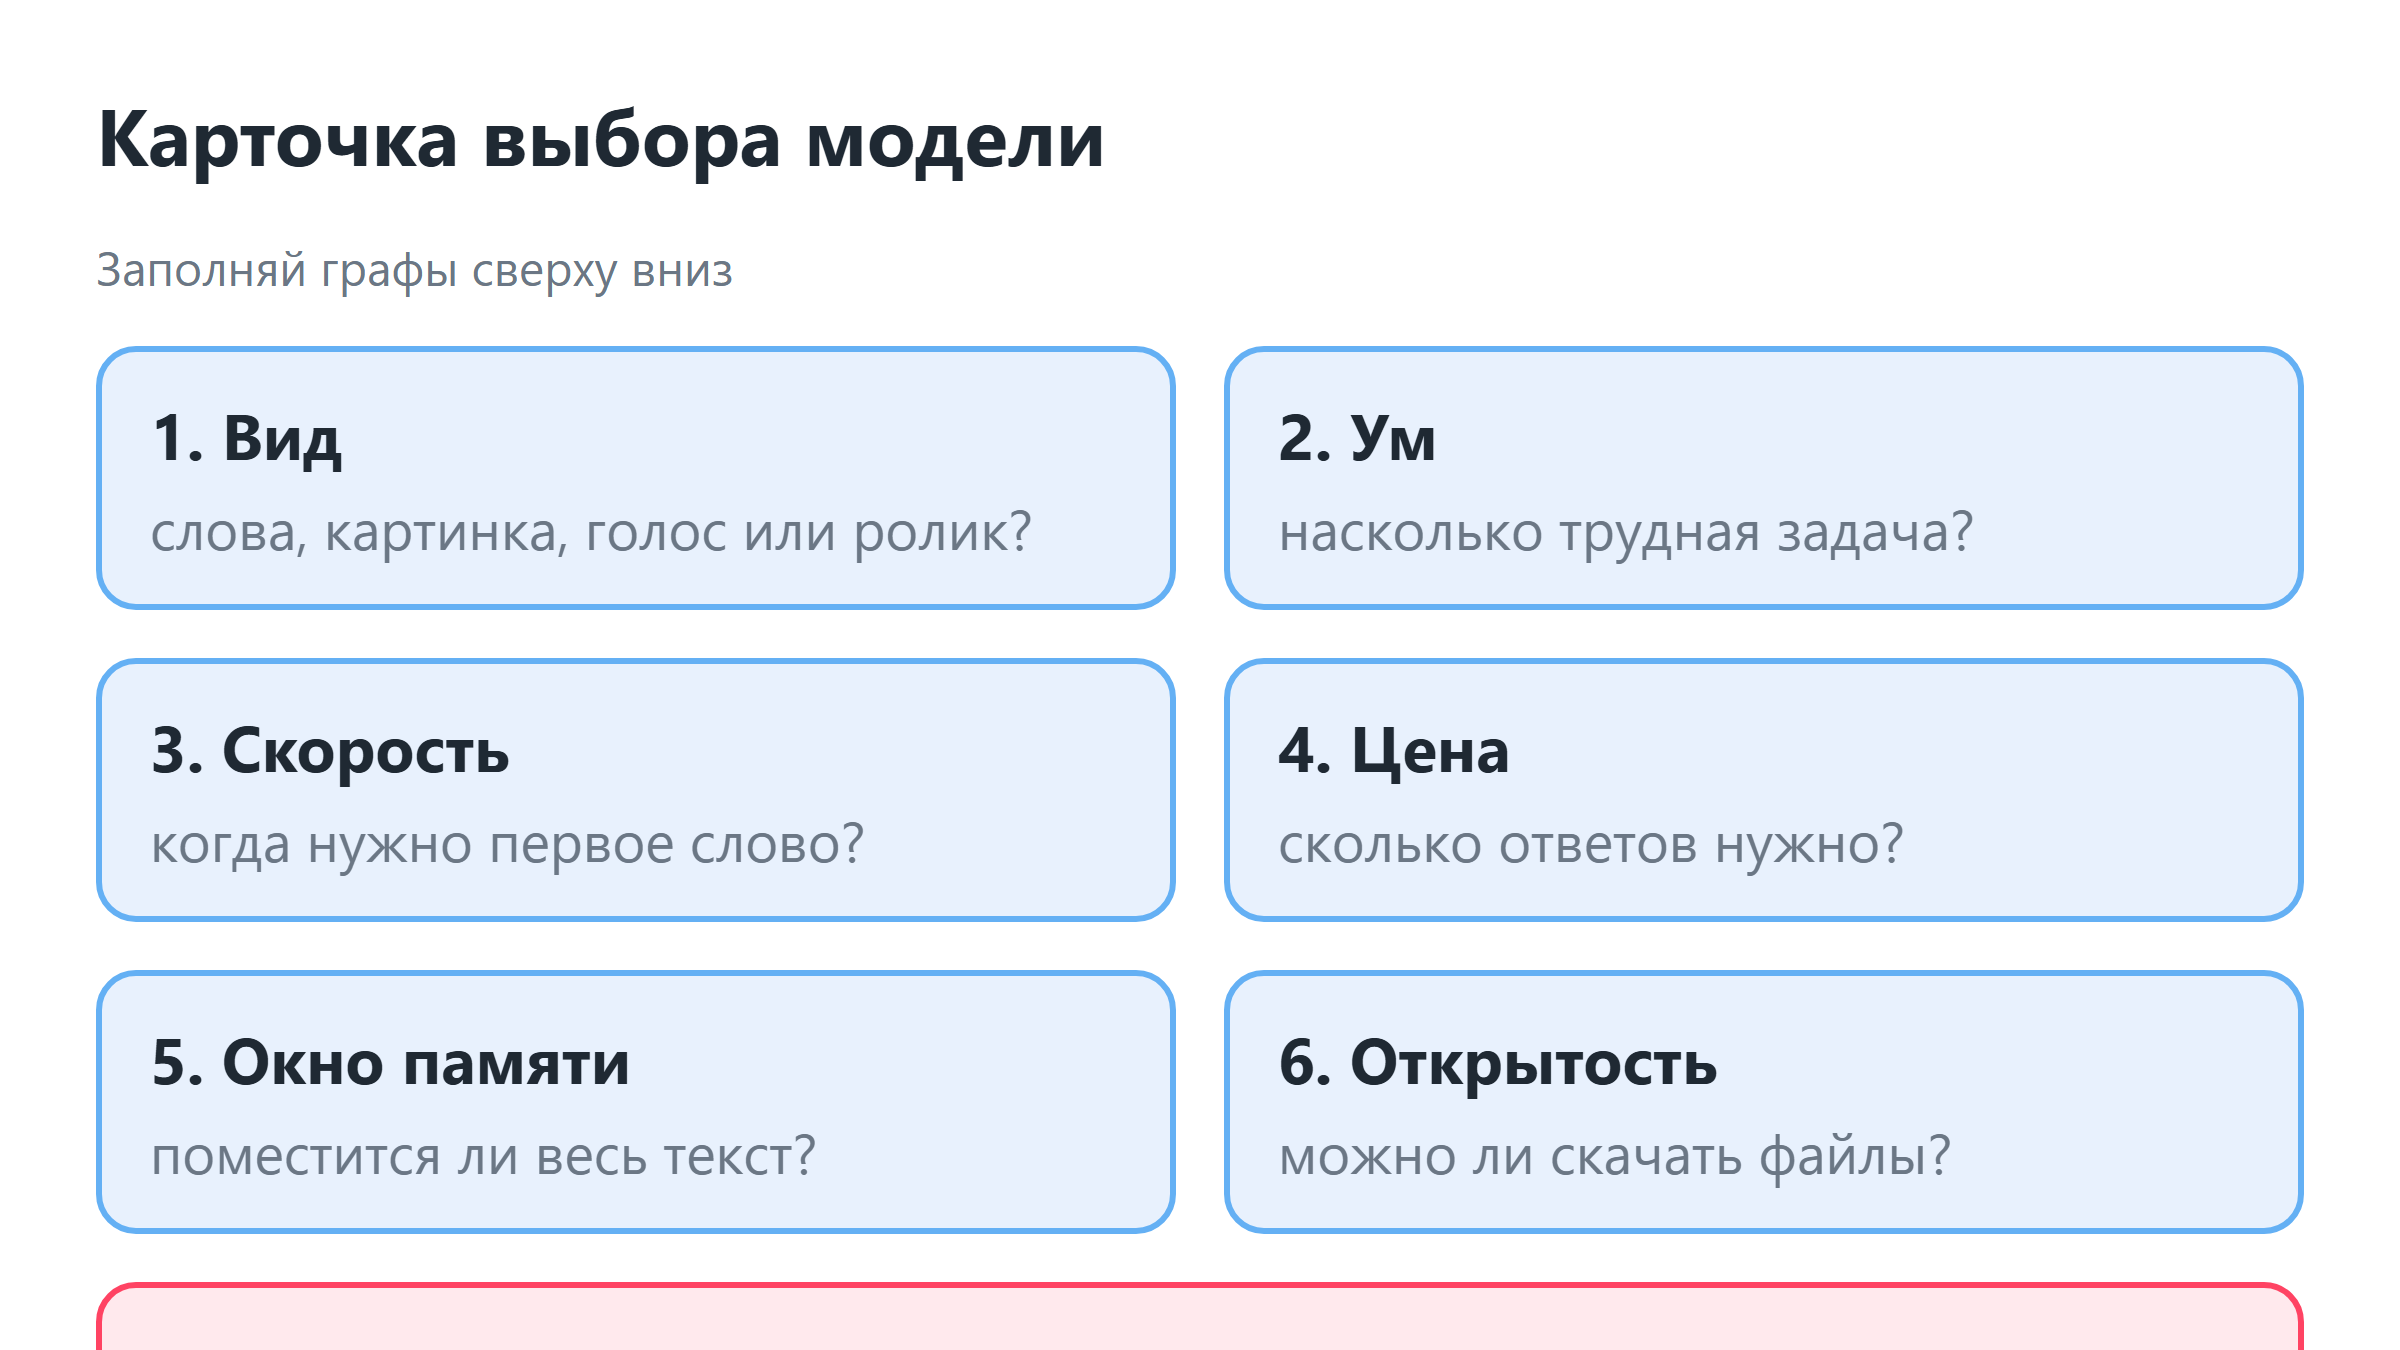 Карточка выбора модели
Заполняй графы сверху вниз
1. Вид
слова, картинка, голос или ролик?
2. Ум
насколько трудная задача?
3. Скорость
когда нужно первое слово?
4. Цена
сколько ответов нужно?
5. Окно памяти
поместится ли весь текст?
6. Открытость
можно ли скачать файлы?